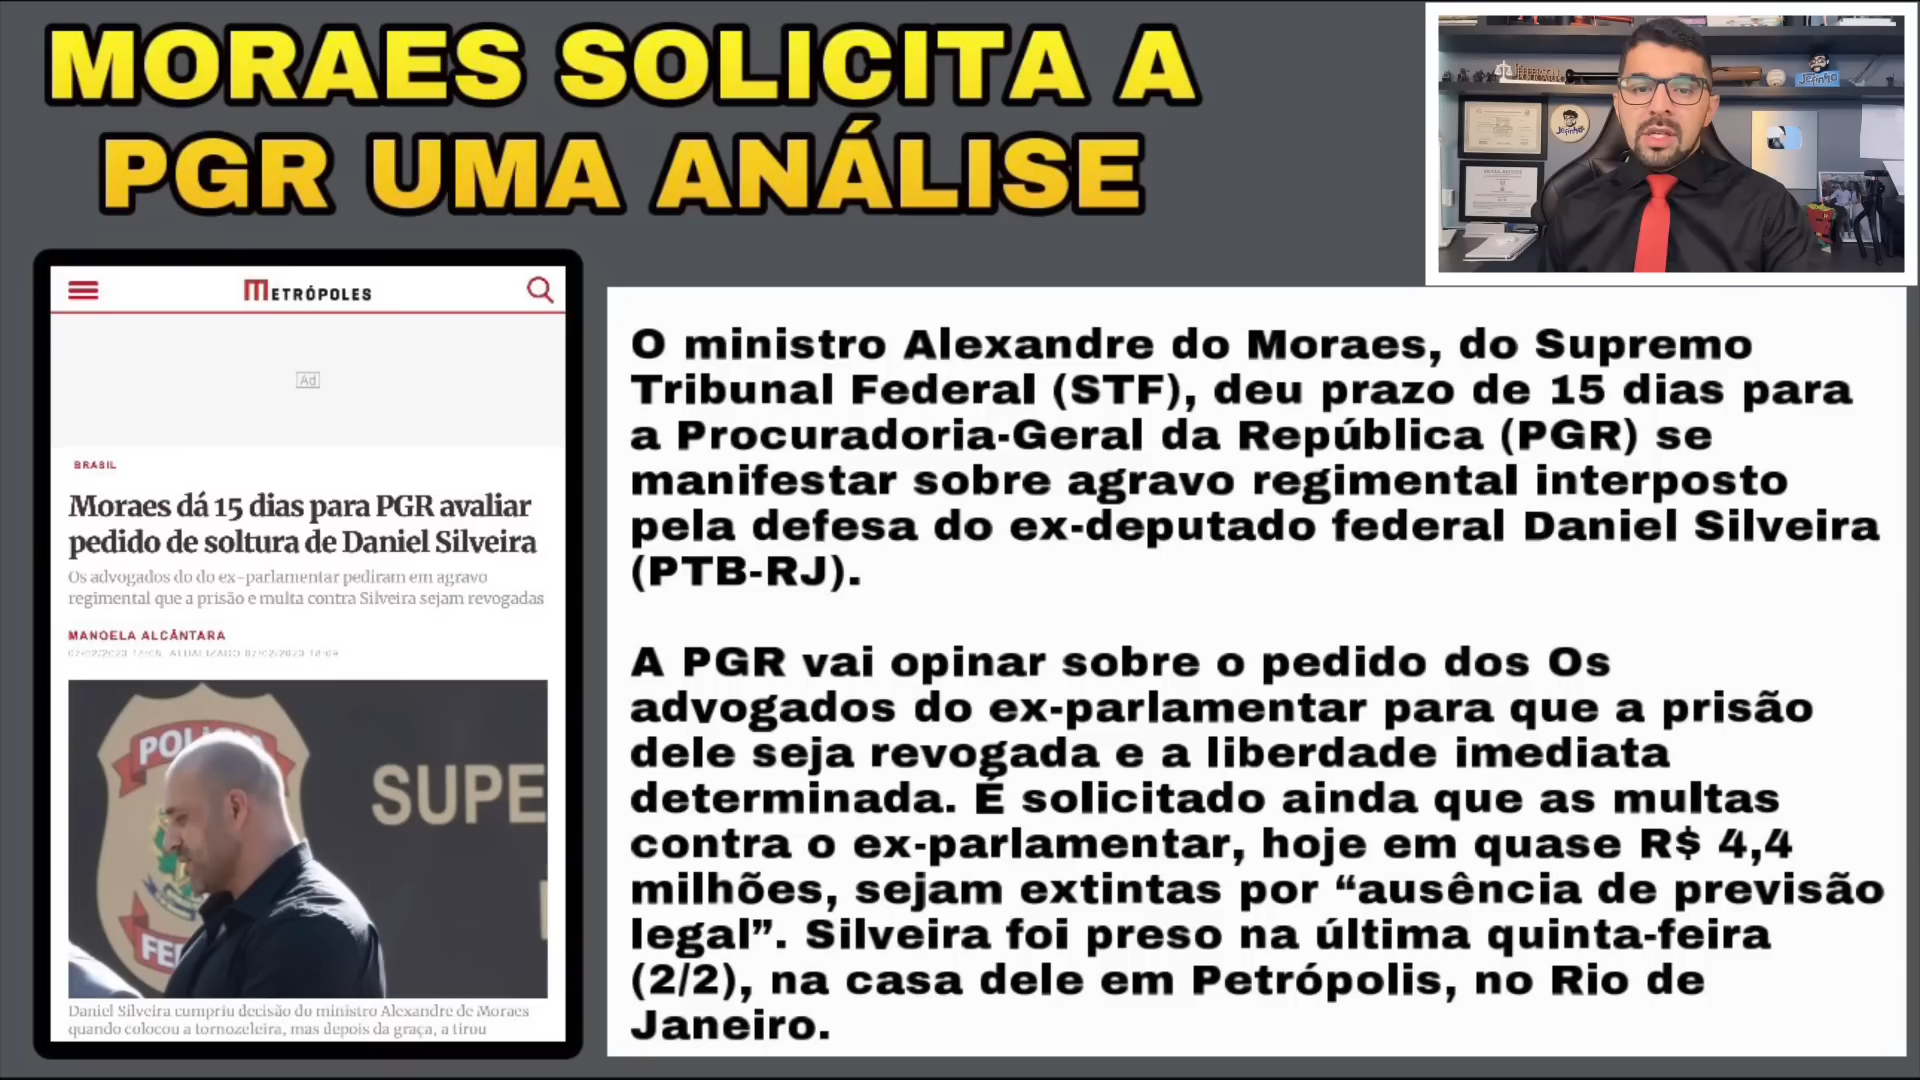 MORAES SOLICITA A
PGR UMA ANÁLISE
Jefinho
Jefinho
METRÓPOLES
Ad
BRASIL
Moraes dá 15 dias para PGR avaliar
pedido de soltura de Daniel Silveira
Os advogados do do ex-parlamentar pediram em agravo
regimental que a prisão e multa contra Silveira sejam revogadas
MANOELA ALCÂNTARA
POLÍCIA
SUPE
FE
Daniel Silveira cumpriu decisão do ministro Alexandre de Moraes
quando colocou a tornozeleira, mas depois da graça, a tirou
O ministro Alexandre do Moraes, do Supremo
Tribunal Federal (STF), deu prazo de 15 dias para
a Procuradoria-Geral da República (PGR) se
manifestar sobre agravo regimental interposto
pela defesa do ex-deputado federal Daniel Silveira
(PTB-RJ).
A PGR vai opinar sobre o pedido dos Os
advogados do ex-parlamentar para que a prisão
dele seja revogada e a liberdade imediata
determinada. É solicitado ainda que as multas
contra o ex-parlamentar, hoje em quase R$ 4,4
milhões, sejam extintas por “ausência de previsão
legal”. Silveira foi preso na última quinta-feira
(2/2), na casa dele em Petrópolis, no Rio de
Janeiro.